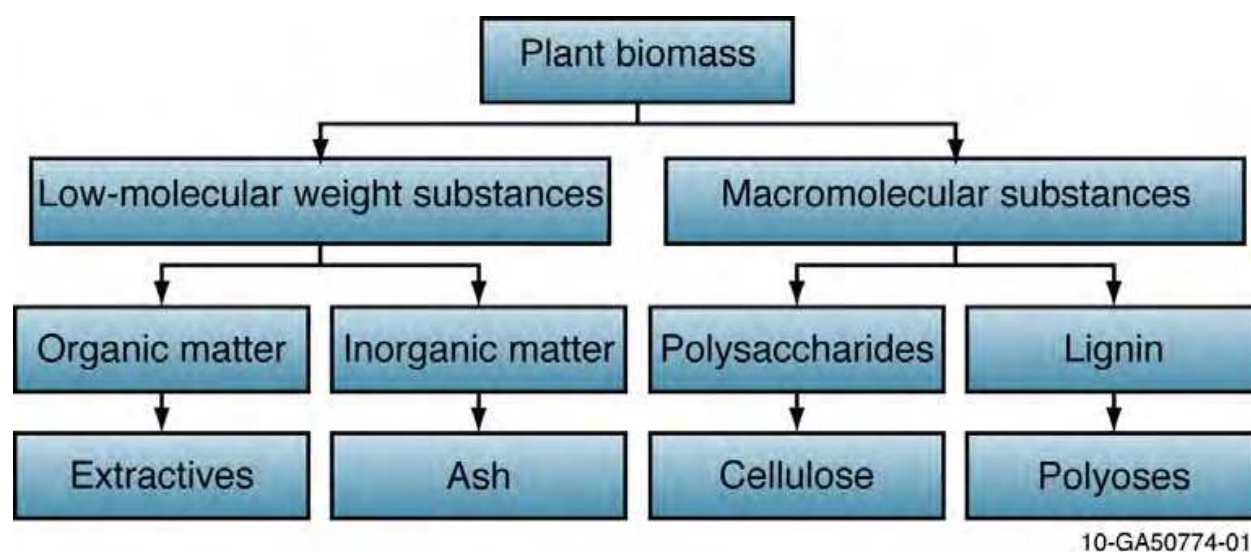 Plant biomass
Low-molecular weight substances
Macromolecular substances
Organic matter
Inorganic matter
Polysaccharides
Lignin
Extractives
Ash
Cellulose
Polyoses
10-GA50774-01